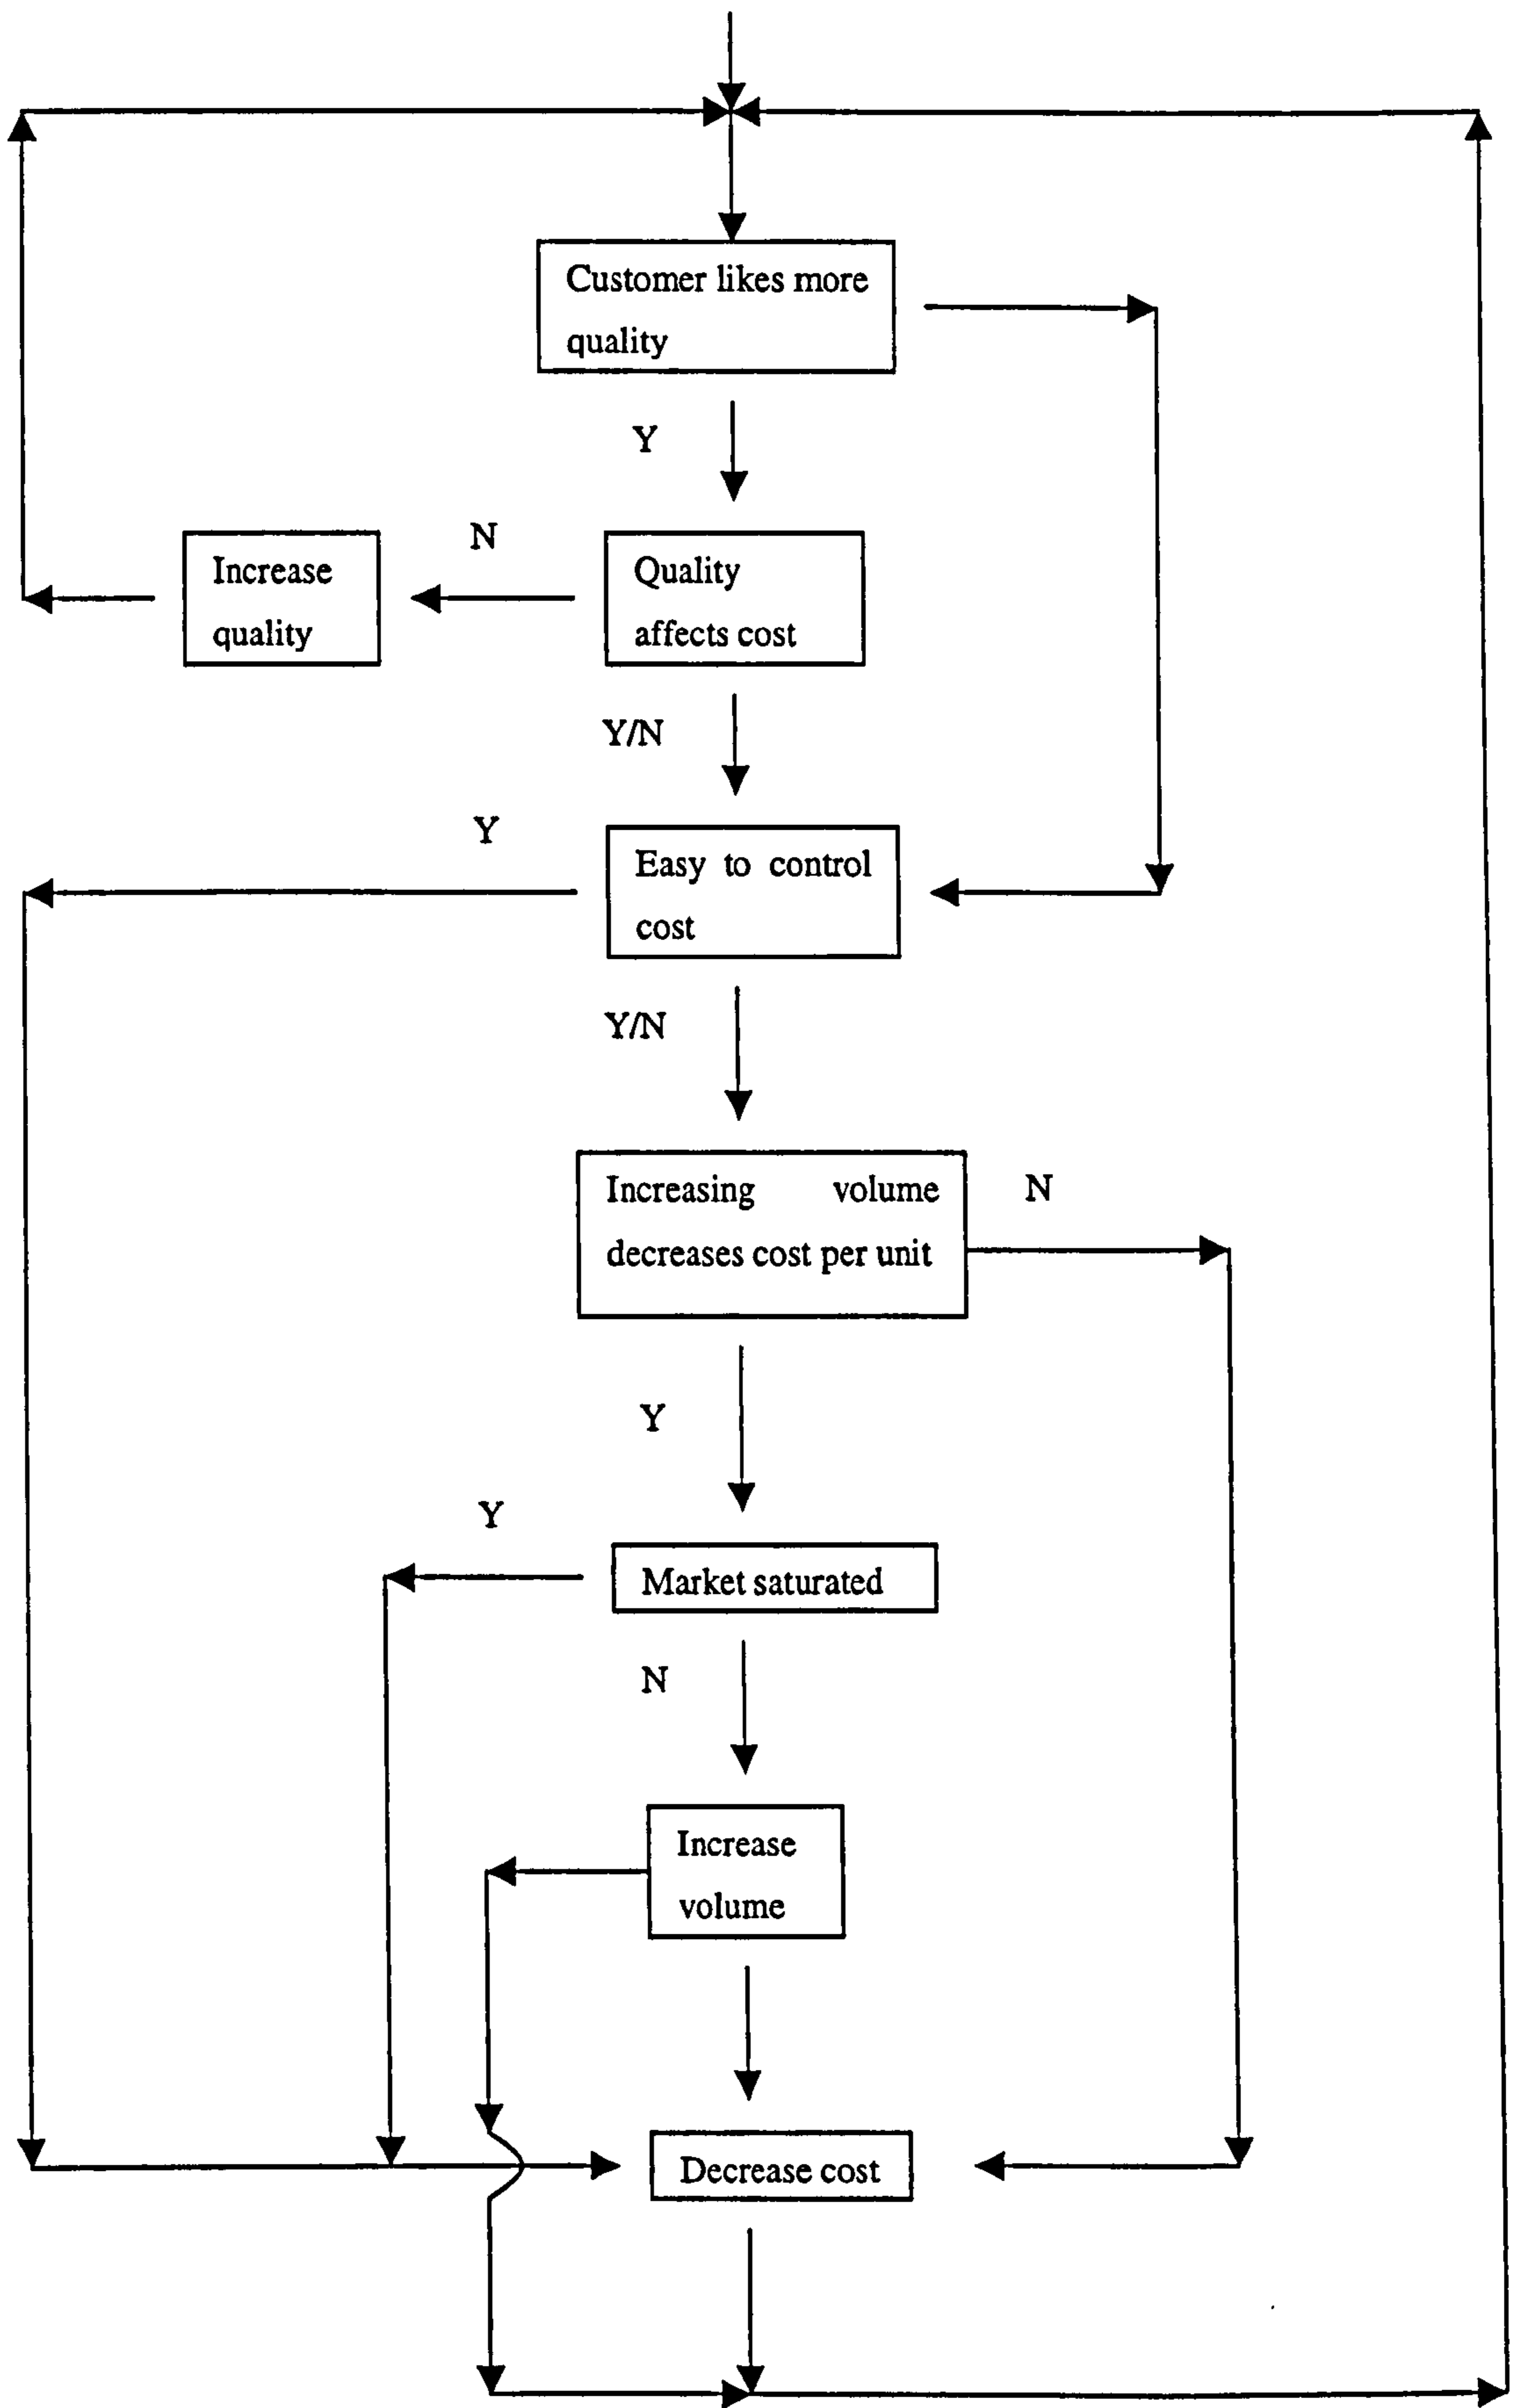 Customer likes more
quality
Y
N
Increase
quality
Quality
affects cost
Y/N
Y
Easy to control
cost
Y/N
Increasing volume
decreases cost per unit
N
Y
Y
Market saturated
N
Increase
volume
Decrease cost